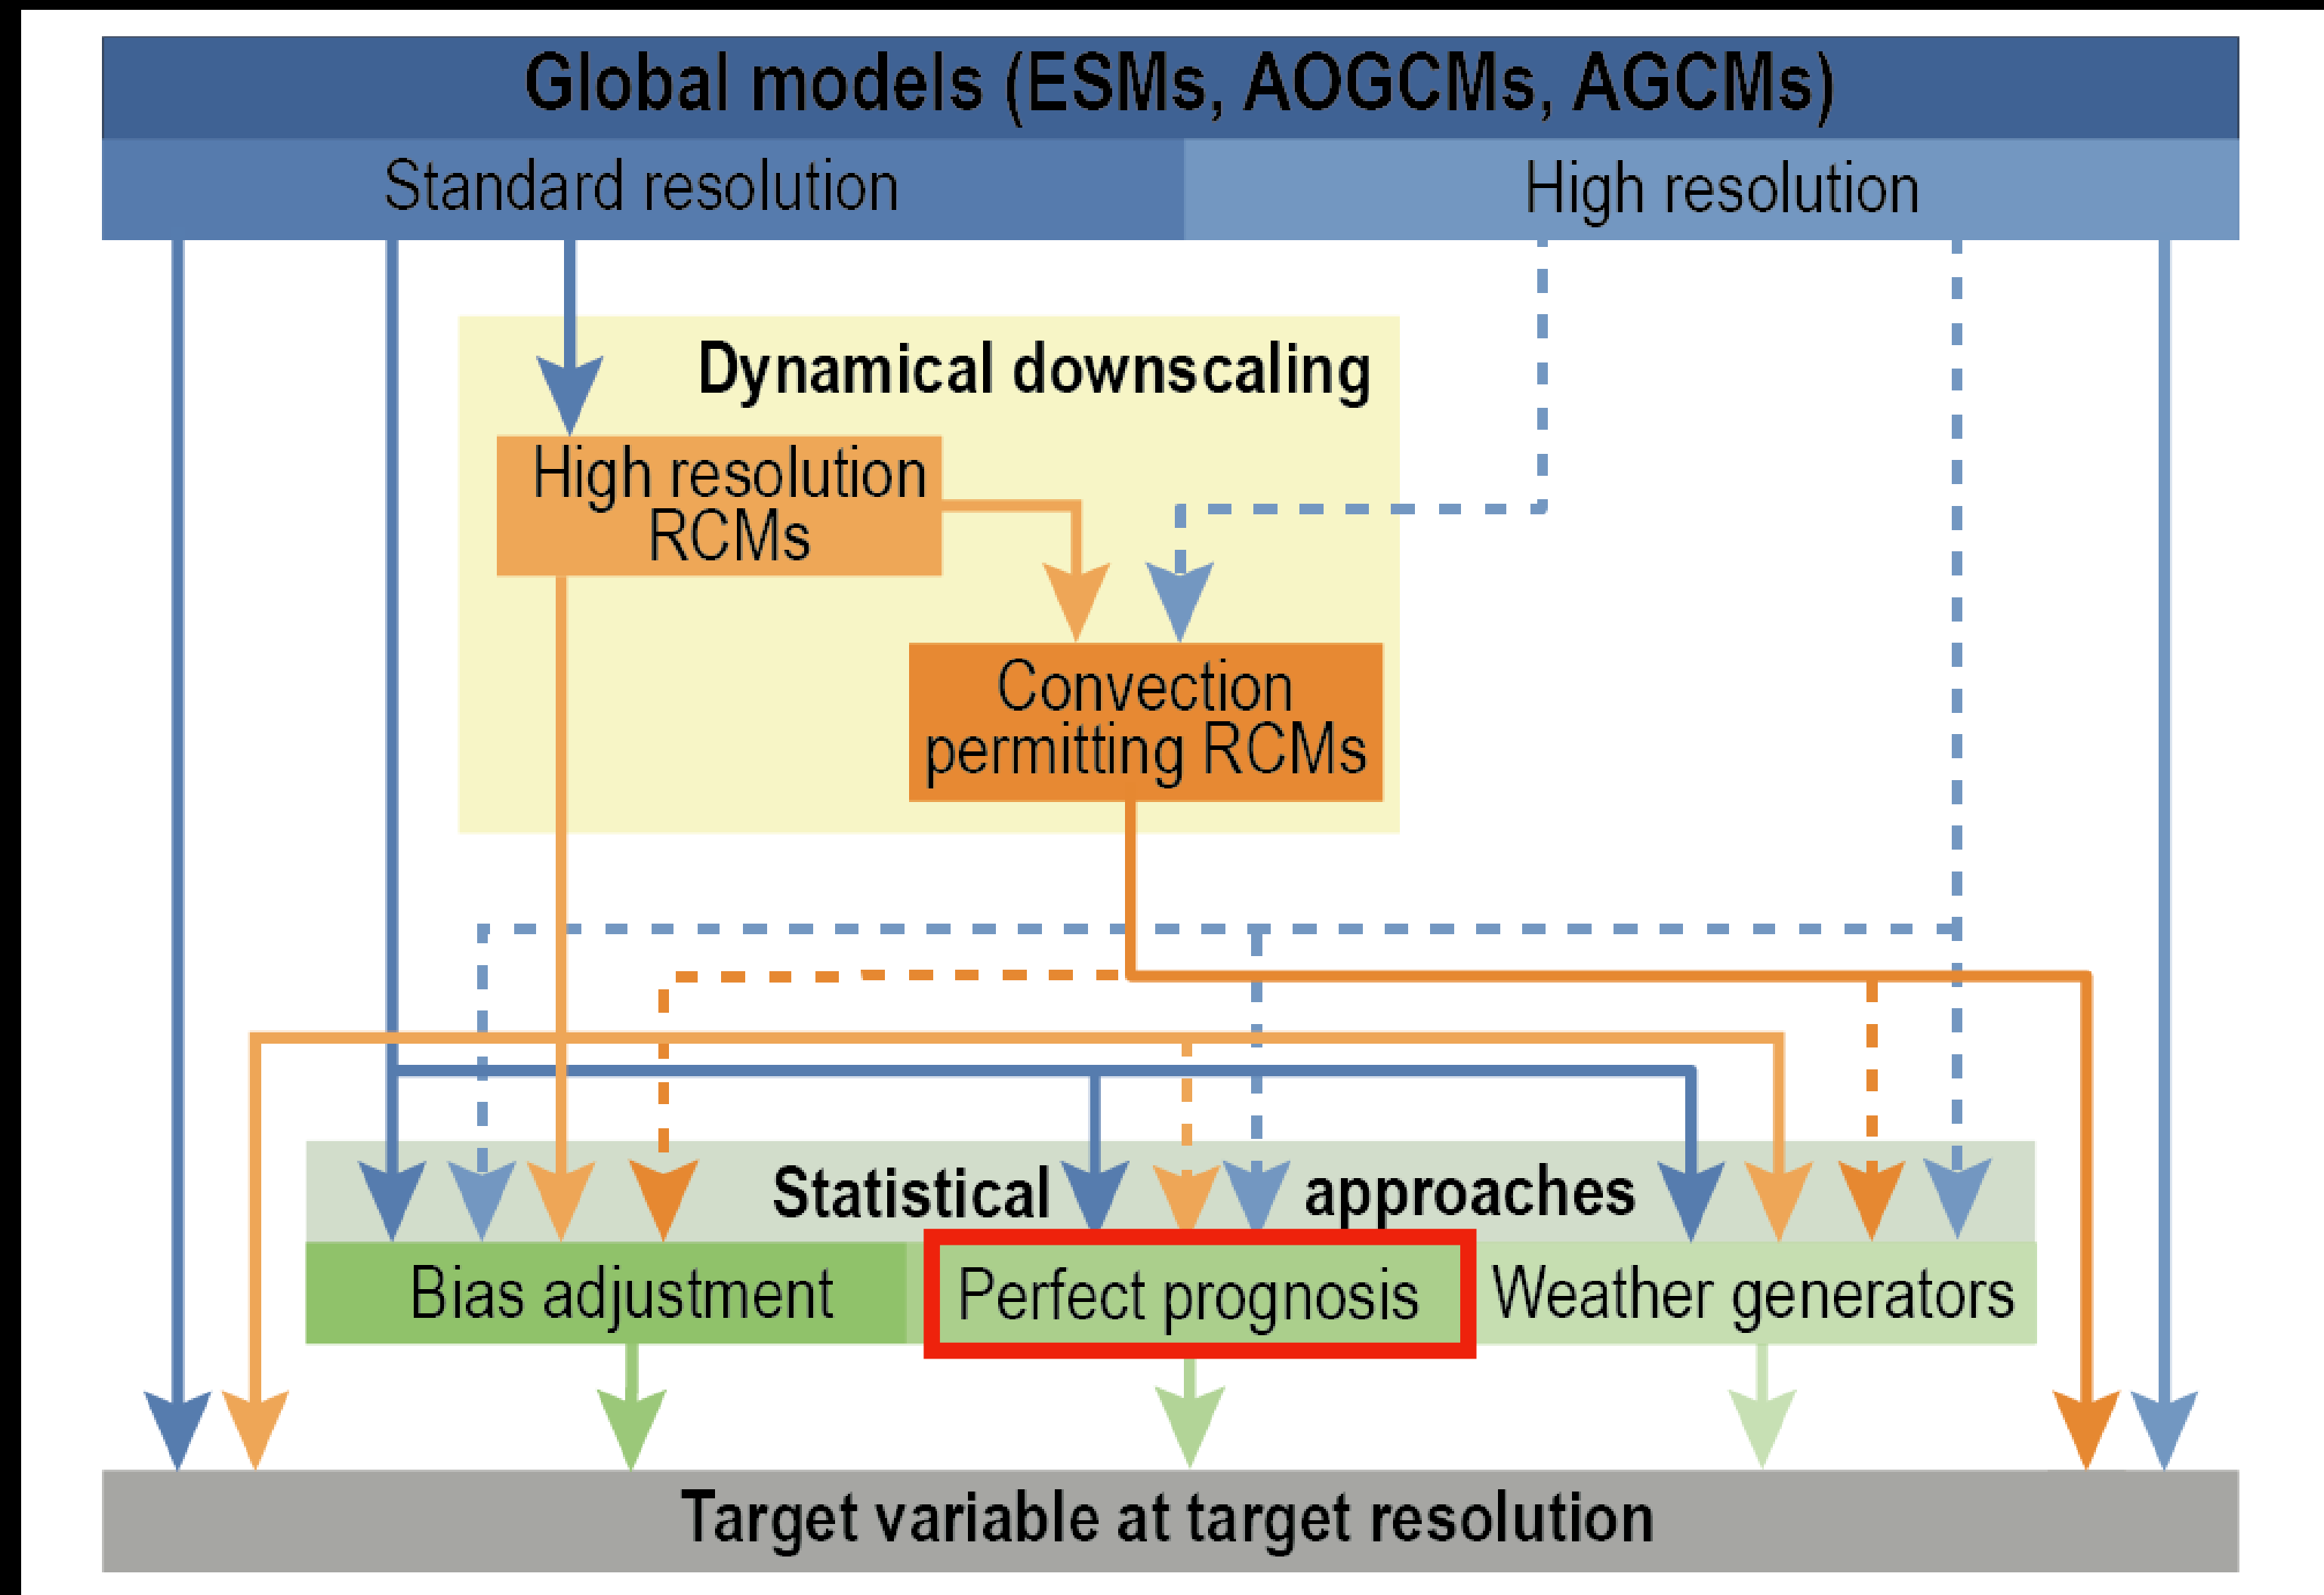 Global models (ESMs, AOGCMs, AGCMs)
Standard resolution
High resolution
Dynamical downscaling
High resolution
RCMs
Convection
permitting RCMs
Statistical approaches
Bias adjustment
Perfect prognosis
Weather generators
Target variable at target resolution